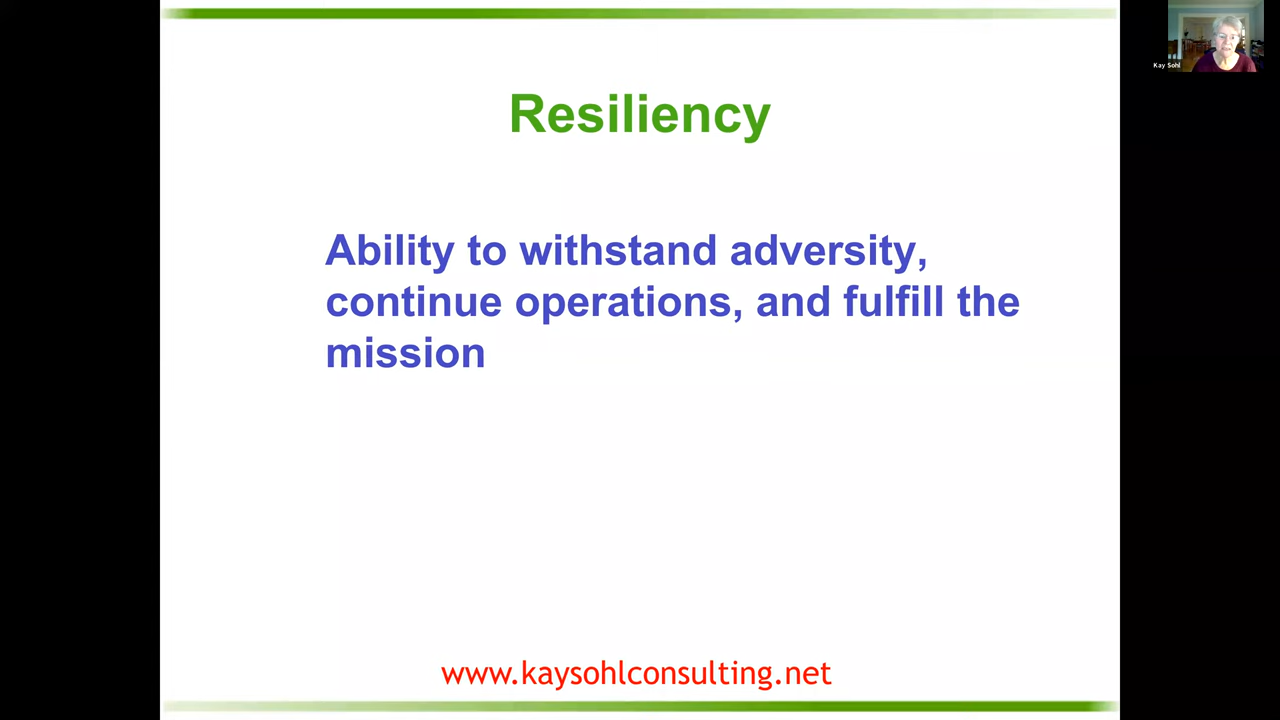 Resiliency
Kay Sohl
Ability to withstand adversity,
continue operations, and fulfill the
mission
www.kaysohlconsulting.net